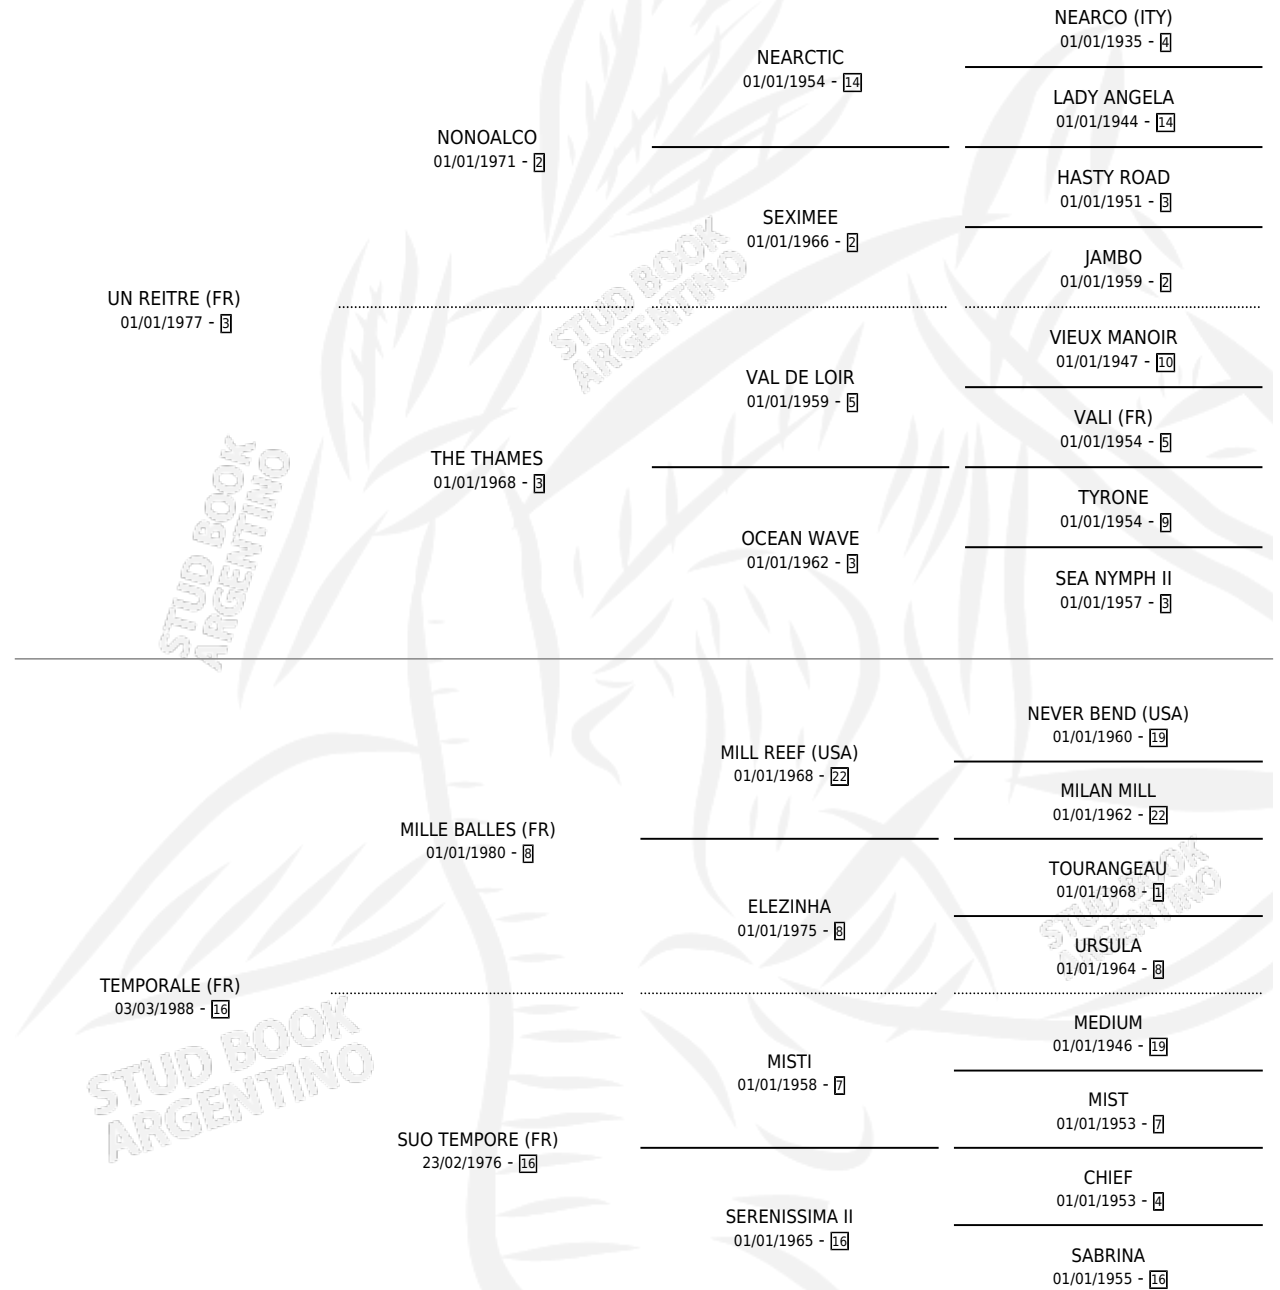 NEARCO (ITY)
01/01/1935 - 4
NEARCTIC
01/01/1954 - 14
LADY ANGELA
01/01/1944 - 14
NONOALCO
01/01/1971 - 2
HASTY ROAD
01/01/1951 - 3
SEXIMEE
01/01/1966 - 2
JAMBO
01/01/1959 - 2
UN REITRE (FR)
01/01/1977 - 3
VIEUX MANOIR
01/01/1947 - 10
VAL DE LOIR
01/01/1959 - 5
VALI (FR)
01/01/1954 - 5
THE THAMES
01/01/1968 - 3
TYRONE
01/01/1954 - 9
OCEAN WAVE
01/01/1962 - 3
SEA NYMPH II
01/01/1957 - 3
NEVER BEND (USA)
01/01/1960 - 19
MILL REEF (USA)
01/01/1968 - 22
MILAN MILL
01/01/1962 - 22
MILLE BALLES (FR)
01/01/1980 - 8
TOURANGEAU
01/01/1968 - 1
ELEZINHA
01/01/1975 - 8
URSULA
01/01/1964 - 8
TEMPORALE (FR)
03/03/1988 - 16
MEDIUM
01/01/1946 - 19
MISTI
01/01/1958 - 7
MIST
01/01/1953 - 7
SUO TEMPORE (FR)
23/02/1976 - 16
CHIEF
01/01/1953 - 4
SERENISSIMA II
01/01/1965 - 16
SABRINA
01/01/1955 - 16
STUD BOOK
ARGENTINO
STUD BOOK
ARGENTINO
STUD BOOK
ARGENTINO
STUD BOOK
ARGENTINO